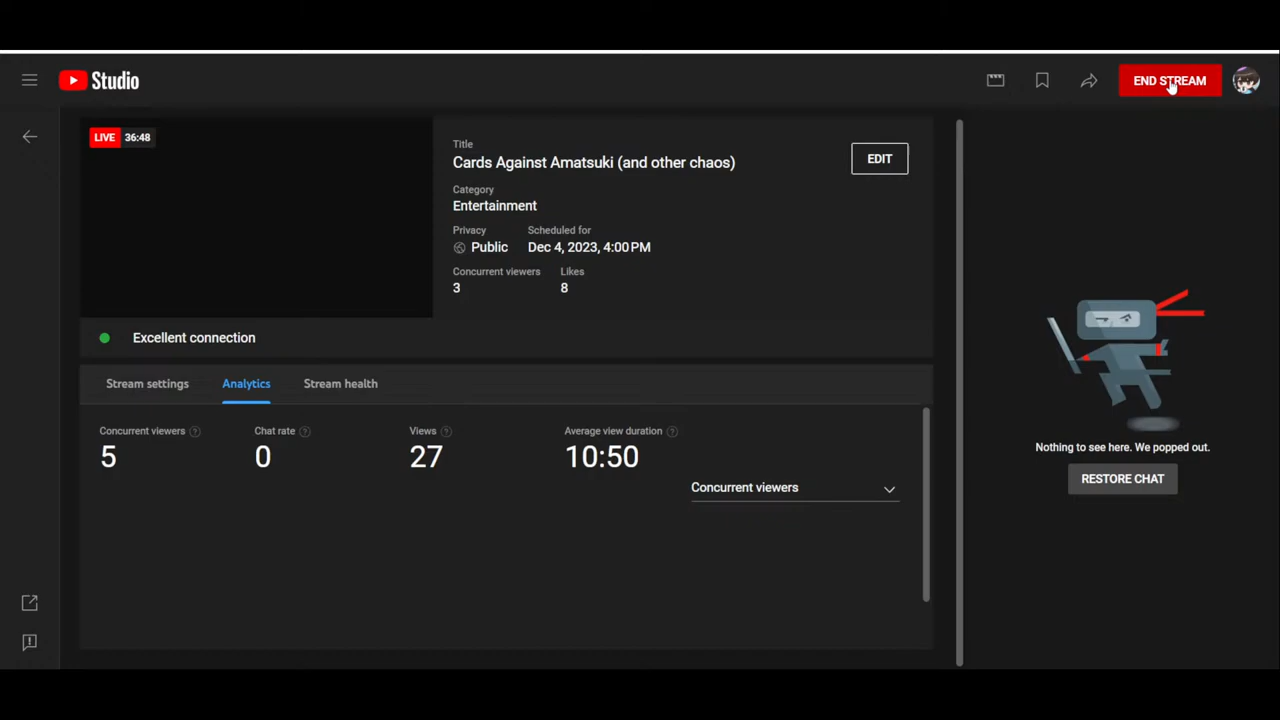 Studio
END STREAM
LIVE 36:48
Title
Cards Against Amatsuki (and other chaos)
EDIT
Category
Entertainment
Privacy Scheduled for
Public Dec 4, 2023, 4:00 PM
Concurrent viewers Likes
3 8
Excellent connection
Stream settings Analytics Stream health
Concurrent viewers ? Chat rate ? Views ? Average view duration ?
5 0 27 10:50
Concurrent viewers
Nothing to see here. We popped out.
RESTORE CHAT